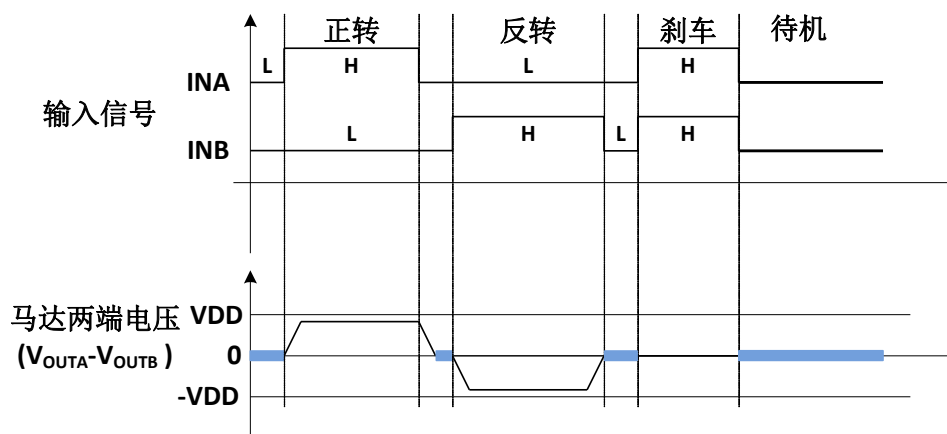 正转 反转 刹车 待机
L H L H
INA
输入信号
L H L H
INB
马达两端电压 VDD
(VOUTA-VOUTB ) 0
-VDD